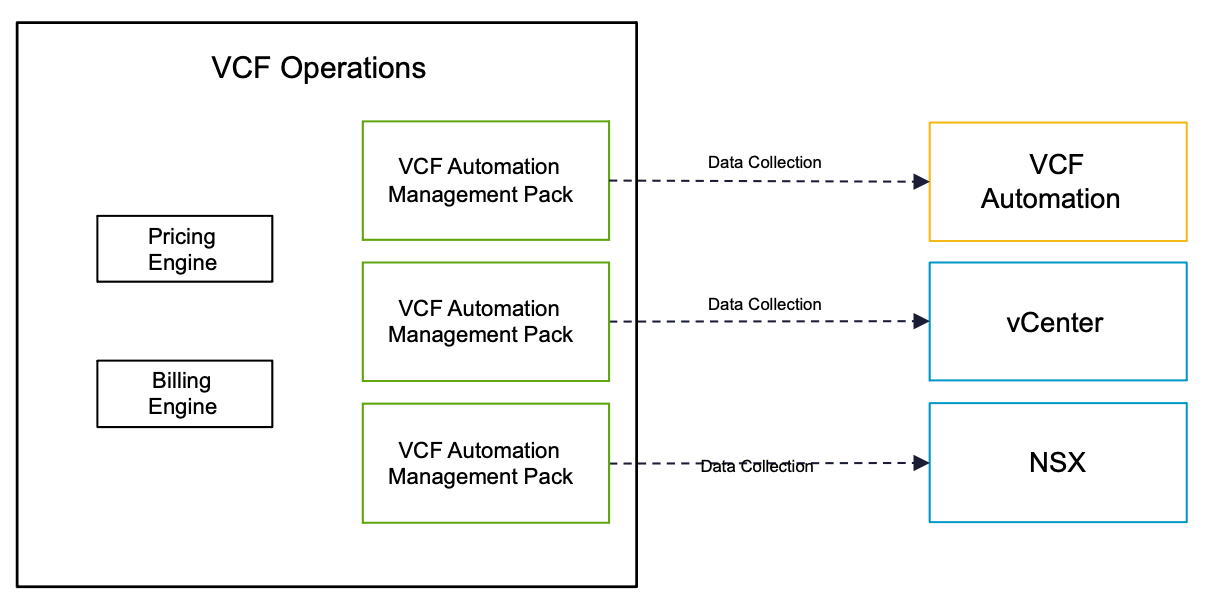 VCF Operations
VCF Automation
Management Pack
Data Collection
VCF
Automation
Pricing
Engine
VCF Automation
Management Pack
Data Collection
vCenter
Billing
Engine
VCF Automation
Management Pack
Data Collection
NSX